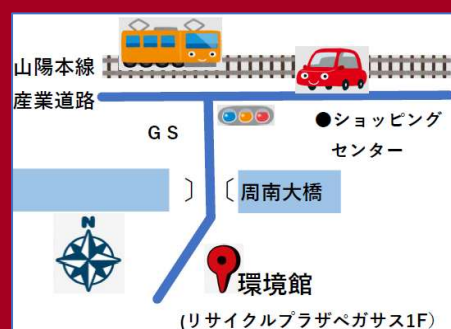 山陽本線
産業道路
GS
●ショッピング
センター
周南大橋
N
環境館
(リサイクルプラザペガサス1F)